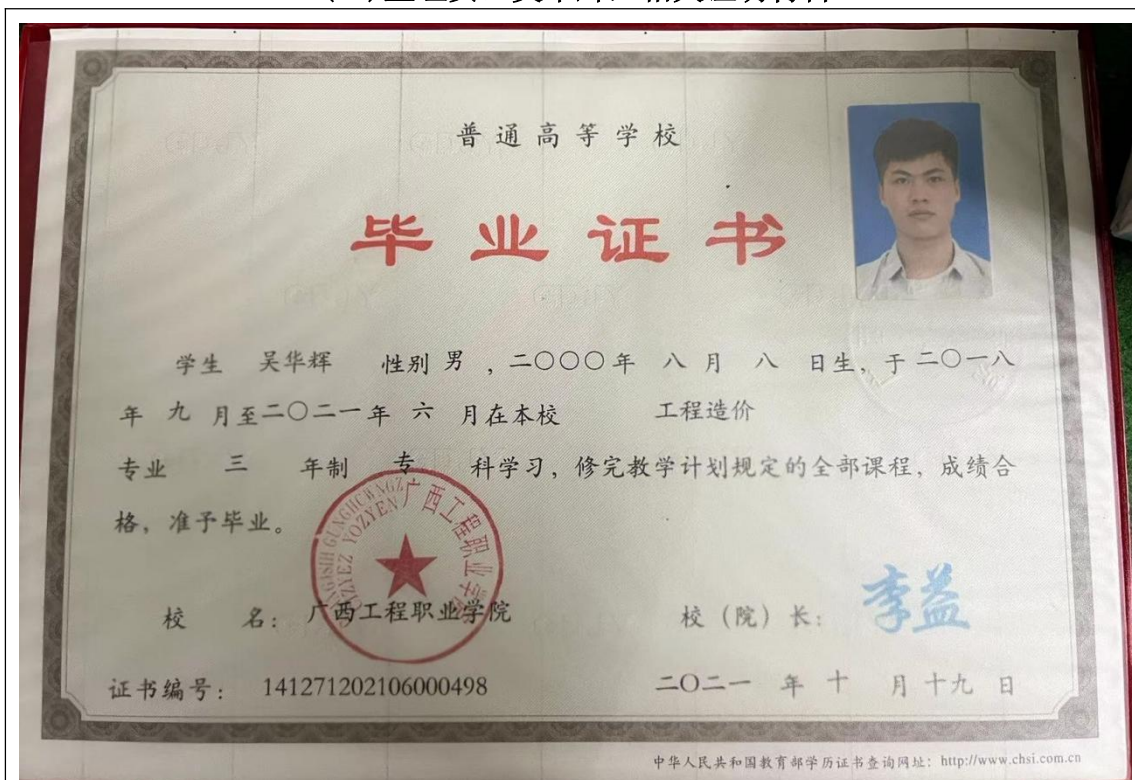 普通高等学校
毕业证书
学生 吴华辉 性别 男 ，二〇〇〇年 八 月 八 日生，于二〇一八
年 九 月至二〇二一年 六 月在本校 工程造价
专业 三 年制 专 科学习，修完教学计划规定的全部课程，成绩合
格，准予毕业。
广西工程职业学院
校 名：广西工程职业学院 校（院）长：李益
证书编号：141271202106000498 二〇二一 年 十 月 十九 日
中华人民共和国教育部学历证书查询网址：http://www.chsi.com.cn